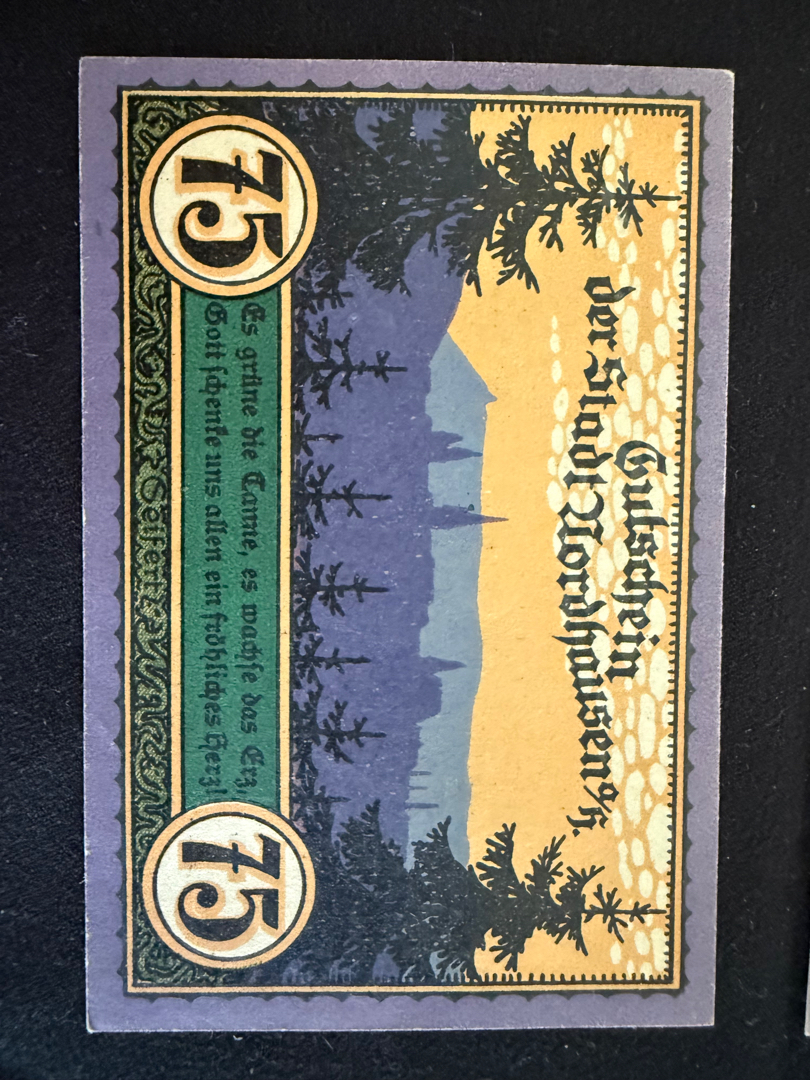 Gutschein
der Stadt Nordhausen a/H.
75
Es grüne die Tanne, es wachse das Erz,
Gott schenke uns allen ein fröhliches Herz!
75